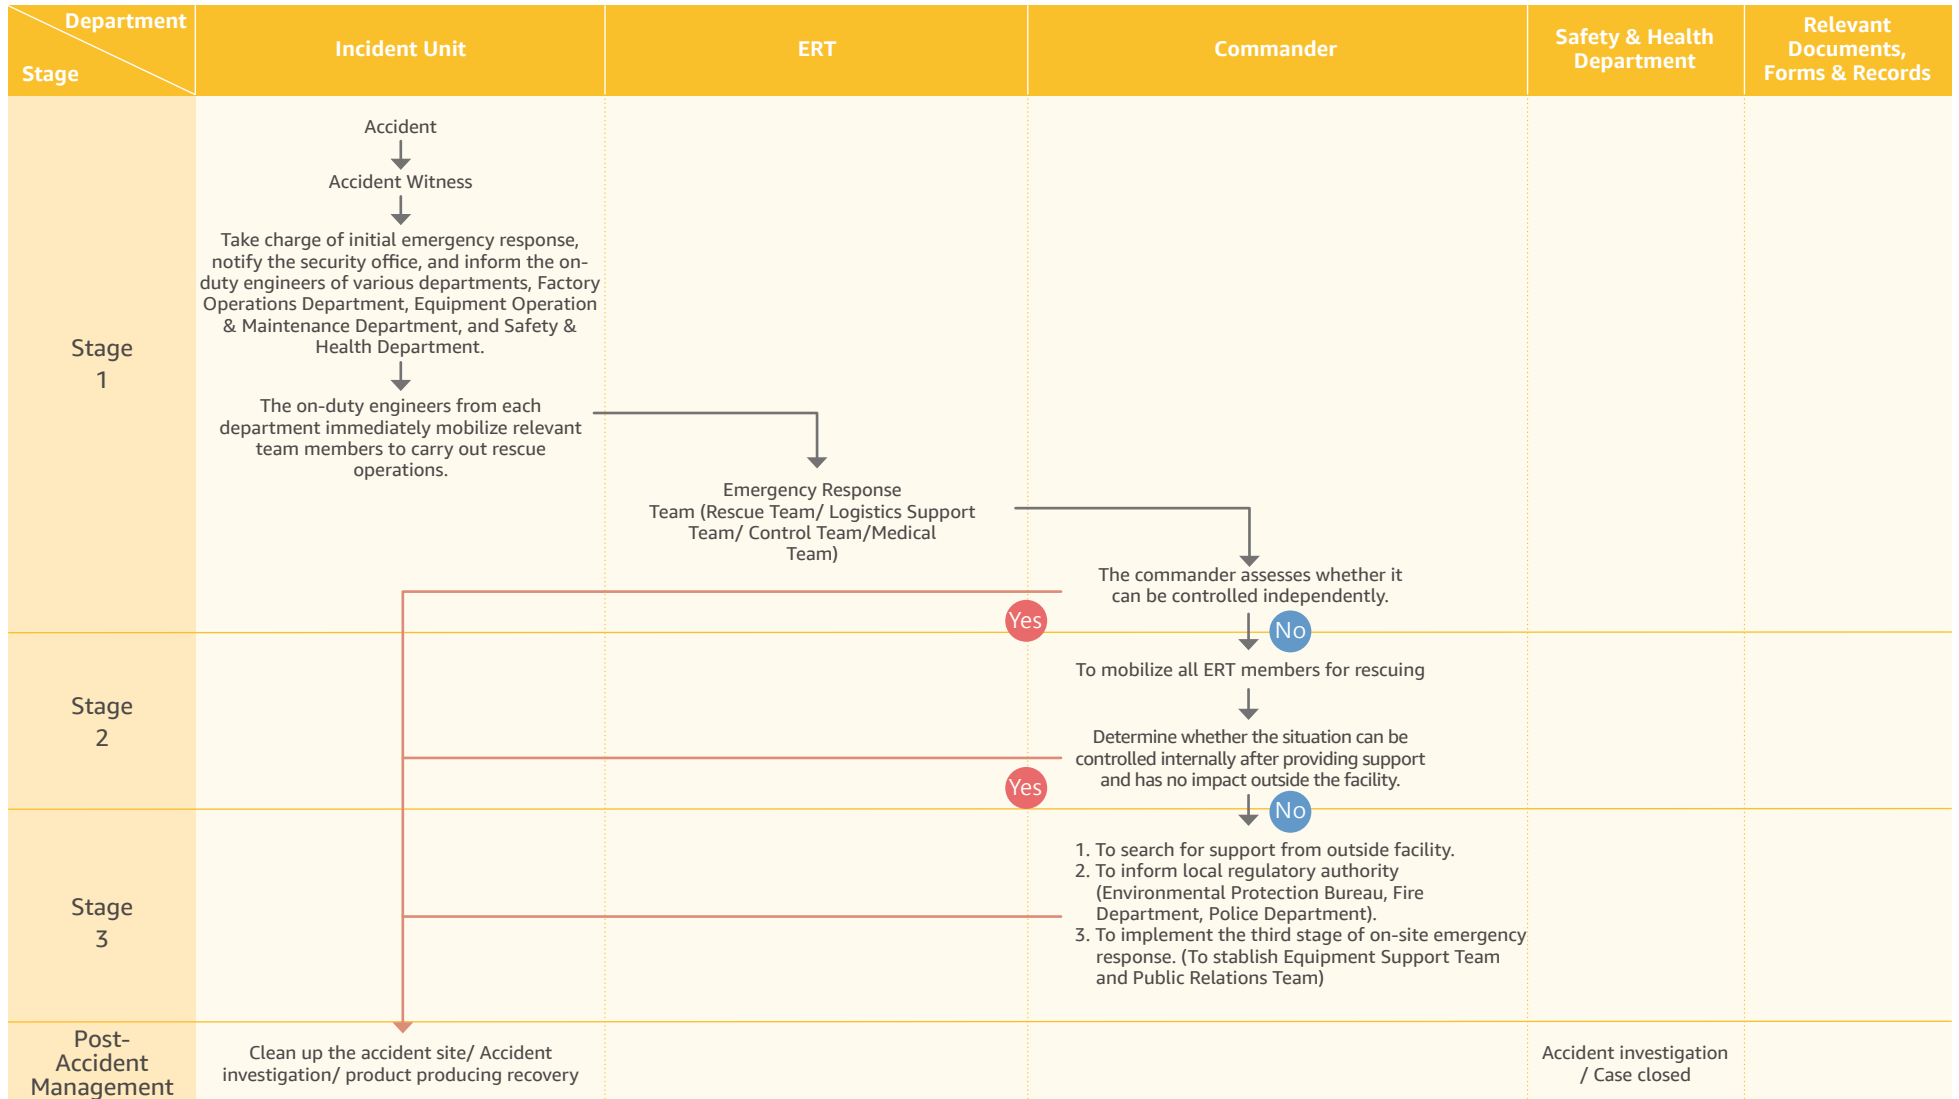 Department
Stage
Incident Unit
ERT
Commander
Safety & Health
Department
Relevant
Documents,
Forms & Records
Stage
1
Accident
Accident Witness
Take charge of initial emergency response,
notify the security office, and inform the on-
duty engineers of various departments, Factory
Operations Department, Equipment Operation
& Maintenance Department, and Safety &
Health Department.
The on-duty engineers from each
department immediately mobilize relevant
team members to carry out rescue
operations.
Emergency Response
Team (Rescue Team/ Logistics Support
Team/ Control Team/Medical
Team)
The commander assesses whether it
can be controlled independently.
Yes
No
Stage
2
To mobilize all ERT members for rescuing
Determine whether the situation can be
controlled internally after providing support
and has no impact outside the facility.
Yes
No
Stage
3
1. To search for support from outside facility.
2. To inform local regulatory authority
(Environmental Protection Bureau, Fire
Department, Police Department).
3. To implement the third stage of on-site emergency
response. (To stablish Equipment Support Team
and Public Relations Team)
Post-
Accident
Management
Clean up the accident site/ Accident
investigation/ product producing recovery
Accident investigation
/ Case closed